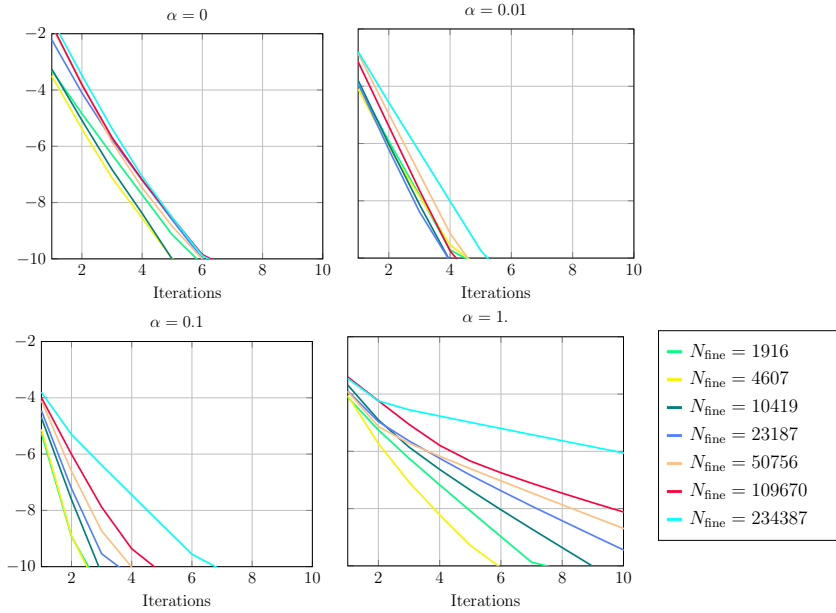 α = 0
−2
−4
−6
−8
−10
2
4
6
8
10
Iterations
α = 0.01
2
4
6
8
10
Iterations
α = 0.1
−2
−4
−6
−8
−10
2
4
6
8
10
Iterations
α = 1.
2
4
6
8
10
Iterations
N_fine = 1916
N_fine = 4607
N_fine = 10419
N_fine = 23187
N_fine = 50756
N_fine = 109670
N_fine = 234387